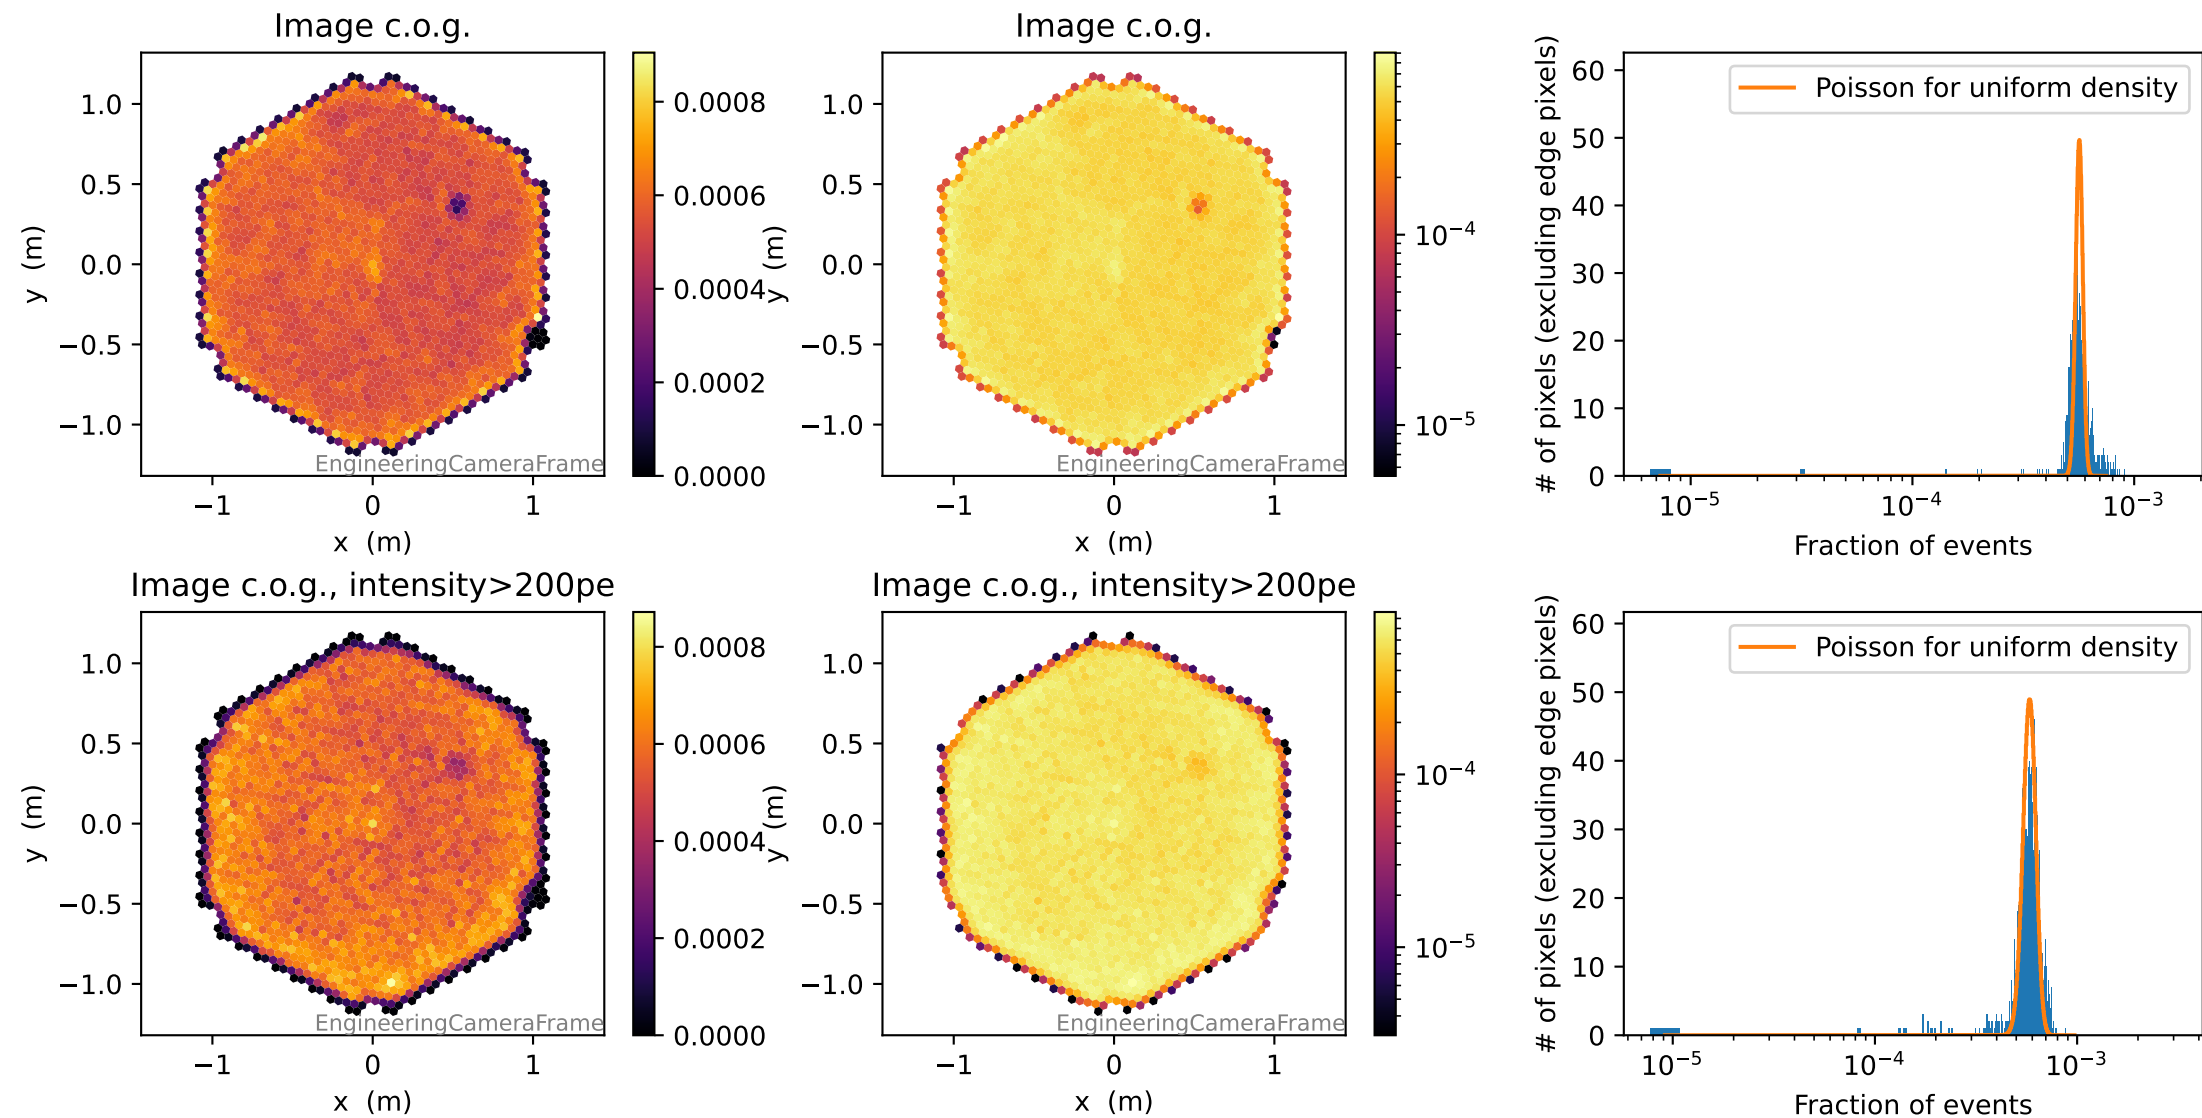 Image c.o.g.
1.0
0.5
0.0
−0.5
−1.0
y (m)
−1 0 1
x (m)
EngineeringCameraFrame
0.0008
0.0006
0.0004
0.0002
0.0000
Image c.o.g.
1.0
0.5
0.0
−0.5
−1.0
y (m)
−1 0 1
x (m)
EngineeringCameraFrame
10−4
10−5
# of pixels (excluding edge pixels)
60
50
40
30
20
10
0
Poisson for uniform density
10−5 10−4 10−3
Fraction of events
Image c.o.g., intensity>200pe
1.0
0.5
0.0
−0.5
−1.0
y (m)
−1 0 1
x (m)
EngineeringCameraFrame
0.0008
0.0006
0.0004
0.0002
0.0000
Image c.o.g., intensity>200pe
1.0
0.5
0.0
−0.5
−1.0
y (m)
−1 0 1
x (m)
EngineeringCameraFrame
10−4
10−5
# of pixels (excluding edge pixels)
60
50
40
30
20
10
0
Poisson for uniform density
10−5 10−4 10−3
Fraction of events